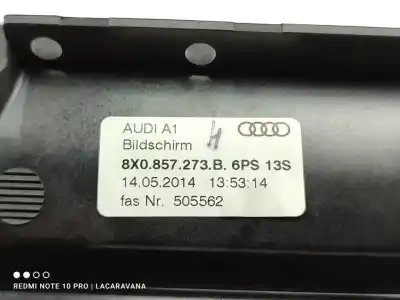 AUDI A1
Bildschirm
8X0.857.273.B. 6PS 13S
14.05.2014 13:53:14
fas Nr. 505562
REDMI NOTE 10 PRO | LACARAVANA